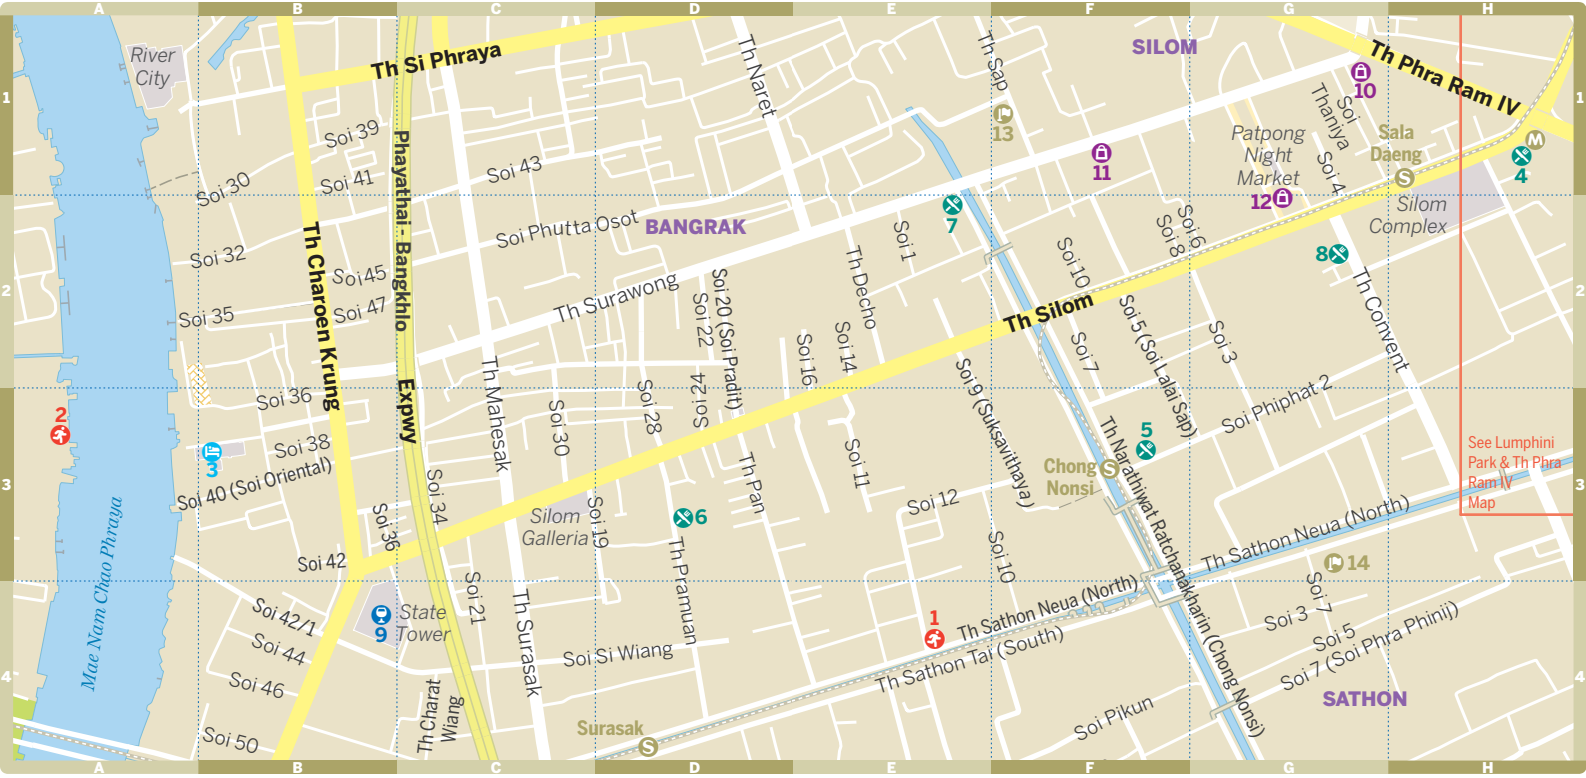 A B C D E F G H
River
City
Th Si Phraya
Th Naret
Th Sap
SILOM
Th Phra Ram IV
1
1
10
13
Soi
Thaniya
Patpong
Night
Market
Sala
Daeng
S
M
4
Soi 39
Soi 43
Soi 41
Soi 30
11
Soi 4
12
Silom
Complex
Phayathai - Bangkhlo
Expwy
Th Charoen Krung
Soi Phutta Osot
BANGRAK
7
Soi 1
Soi 6
Soi 8
Soi 10
8
Soi 32
Soi 45
Soi 47
Soi 35
2
2
Th Surawong
Soi 20 (Soi Pradit)
Soi 22
Th Decho
Th Silom
Soi 5 (Soi Lalai Sap)
Th Convent
Soi 16
Soi 14
Soi 7
Soi 3
Th Mahesak
Soi 36
Soi 28
Soi 24
Soi 30
Soi 9 (Suksavithaya)
Soi Phiphat 2
2
Soi 38
3
Soi 40 (Soi Oriental)
5
Th Narathiwat Ratchanakharin (Chong Nonsi)
Chong
Nonsi
S
See Lumphini
Park & Th Phra
Ram IV
Map
3
3
Soi 34
Soi 36
Th Pan
Soi 11
Soi 12
Silom
Galleria
Soi 19
6
Mae Nam Chao Phraya
Soi 42
Th Pramuan
Soi 10
Th Sathon Neua (North)
14
Soi 42/1
9
State
Tower
Soi 21
Th Surasak
1
Th Sathon Neua (North)
Th Sathon Tai (South)
Soi 7
Soi 3
Soi 5
Soi 7 (Soi Phra Phinij)
Soi 44
Soi Si Wiang
4
4
Soi 46
Th Charat
Wiang
SATHON
Soi 50
Surasak
S
Soi Pikun
A B C D E F G H